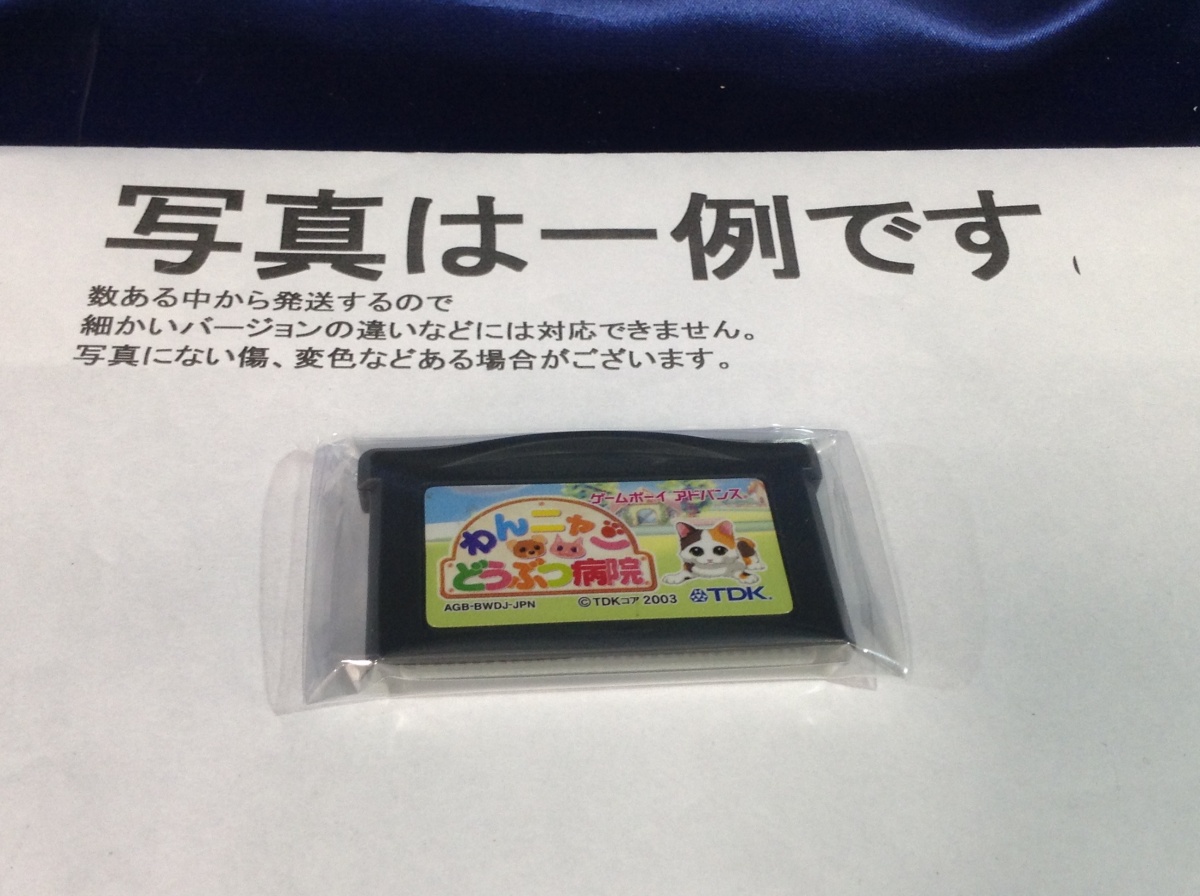 写真は一例です
数ある中から発送するので
細かいバージョンの違いなどには対応できません。
写真にない傷、変色などある場合がございます。
ゲームボーイ アドバンス
わんニャんこ
どうぶつ病院
AGB-BWDJ-JPN
©TDKコア 2003
TDK